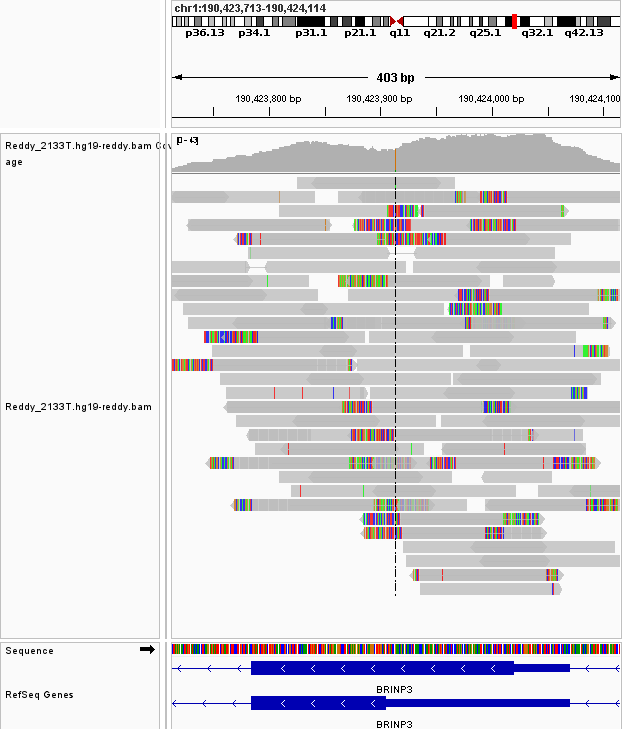 chr1:190,423,713-190,424,114
p36.13 p34.1 p31.1 p21.1 q11 q21.2 q25.1 q32.1 q42.13
403 bp
190,423,800 bp 190,423,900 bp 190,424,000 bp 190,424,100
[0 - 43]
Reddy_2133T.hg19-reddy.bam Cov
age
Reddy_2133T.hg19-reddy.bam
Sequence
RefSeq Genes
BRINP3
BRINP3